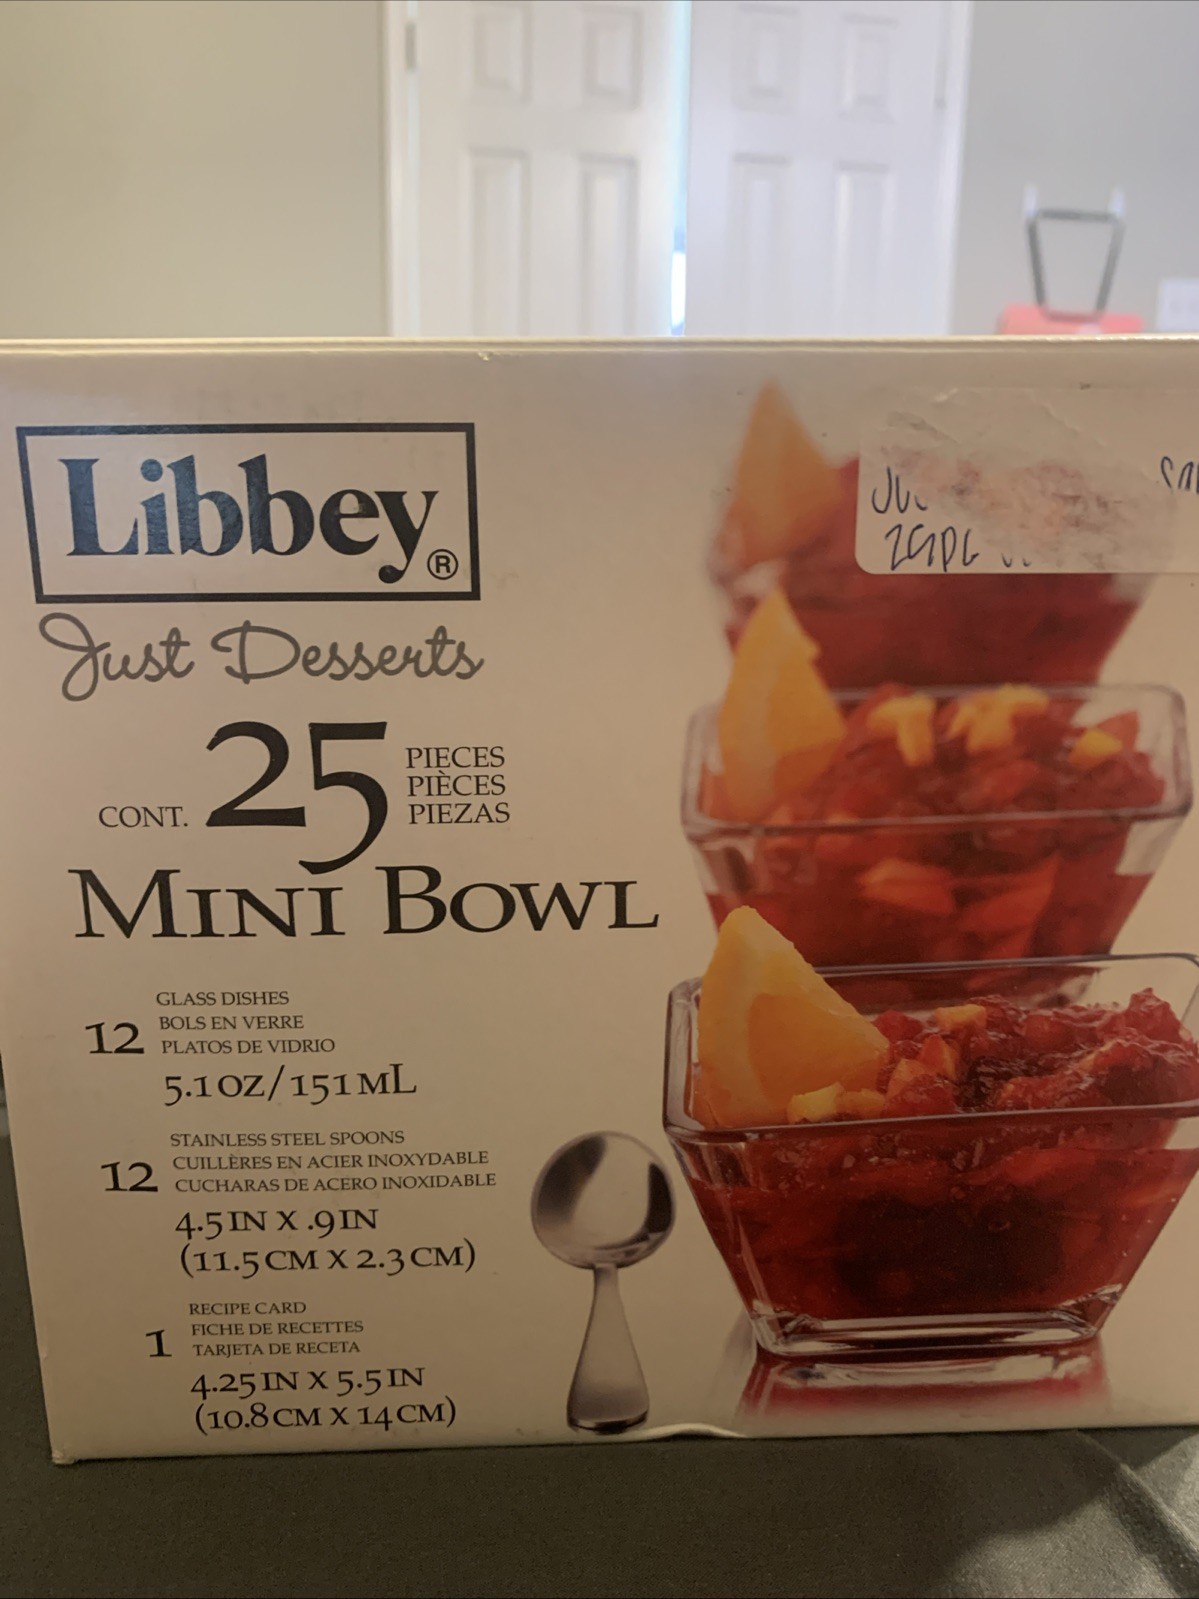 Libbey®
Just Desserts
CONT. 25 PIECES
PIÈCES
PIEZAS
MINI BOWL
12 GLASS DISHES
BOLS EN VERRE
PLATOS DE VIDRIO
5.1 OZ/151 ML
12 STAINLESS STEEL SPOONS
CUILLÈRES EN ACIER INOXYDABLE
CUCHARAS DE ACERO INOXIDABLE
4.5 IN X .9 IN
(11.5 CM X 2.3 CM)
1 RECIPE CARD
FICHE DE RECETTES
TARJETA DE RECETA
4.25 IN X 5.5 IN
(10.8 CM X 14 CM)